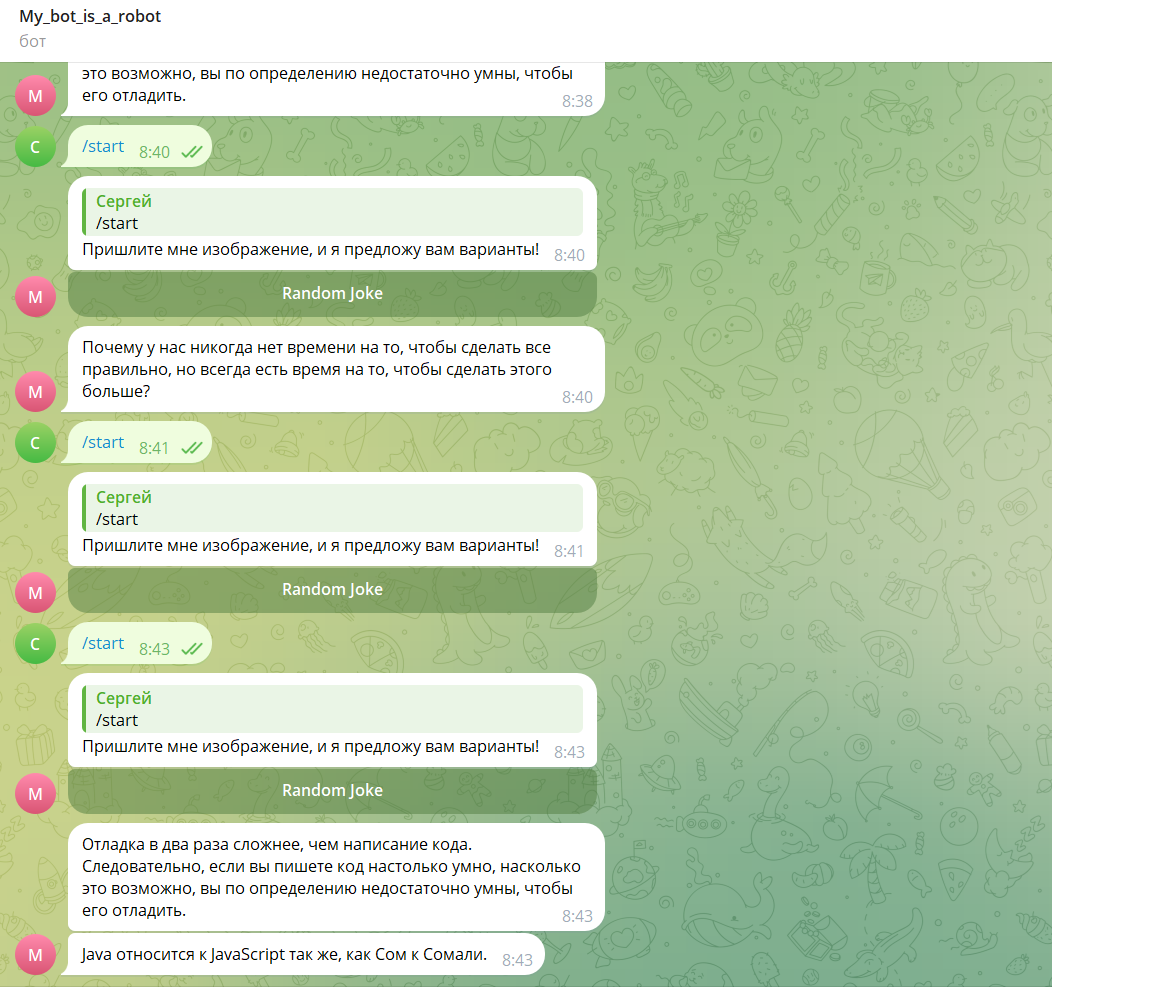 My_bot_is_a_robot
бот
это возможно, вы по определению недостаточно умны, чтобы
его отладить.
8:38
М
С
/start 8:40
Сергей
/start
Пришлите мне изображение, и я предложу вам варианты! 8:40
М
Random Joke
Почему у нас никогда нет времени на то, чтобы сделать все
правильно, но всегда есть время на то, чтобы сделать этого
больше?
8:40
М
С
/start 8:41
Сергей
/start
Пришлите мне изображение, и я предложу вам варианты! 8:41
М
Random Joke
С
/start 8:43
Сергей
/start
Пришлите мне изображение, и я предложу вам варианты! 8:43
М
Random Joke
Отладка в два раза сложнее, чем написание кода.
Следовательно, если вы пишете код настолько умно, насколько
это возможно, вы по определению недостаточно умны, чтобы
его отладить.
8:43
М
Java относится к JavaScript так же, как Сом к Сомали. 8:43